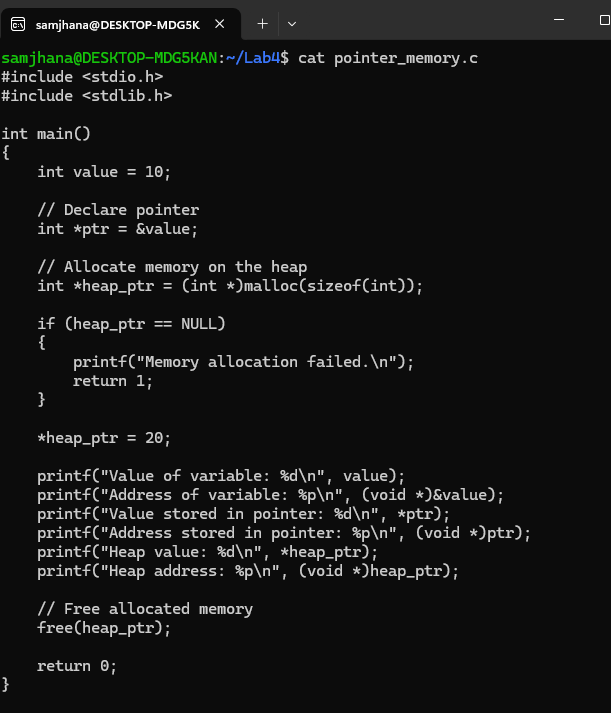 samjhana@DESKTOP-MDG5K
samjhana@DESKTOP-MDG5KAN:~/Lab4$ cat pointer_memory.c
#include <stdio.h>
#include <stdlib.h>

int main()
{
    int value = 10;

    // Declare pointer
    int *ptr = &value;

    // Allocate memory on the heap
    int *heap_ptr = (int *)malloc(sizeof(int));

    if (heap_ptr == NULL)
    {
        printf("Memory allocation failed.\n");
        return 1;
    }

    *heap_ptr = 20;

    printf("Value of variable: %d\n", value);
    printf("Address of variable: %p\n", (void *)&value);
    printf("Value stored in pointer: %d\n", *ptr);
    printf("Address stored in pointer: %p\n", (void *)ptr);
    printf("Heap value: %d\n", *heap_ptr);
    printf("Heap address: %p\n", (void *)heap_ptr);

    // Free allocated memory
    free(heap_ptr);

    return 0;
}